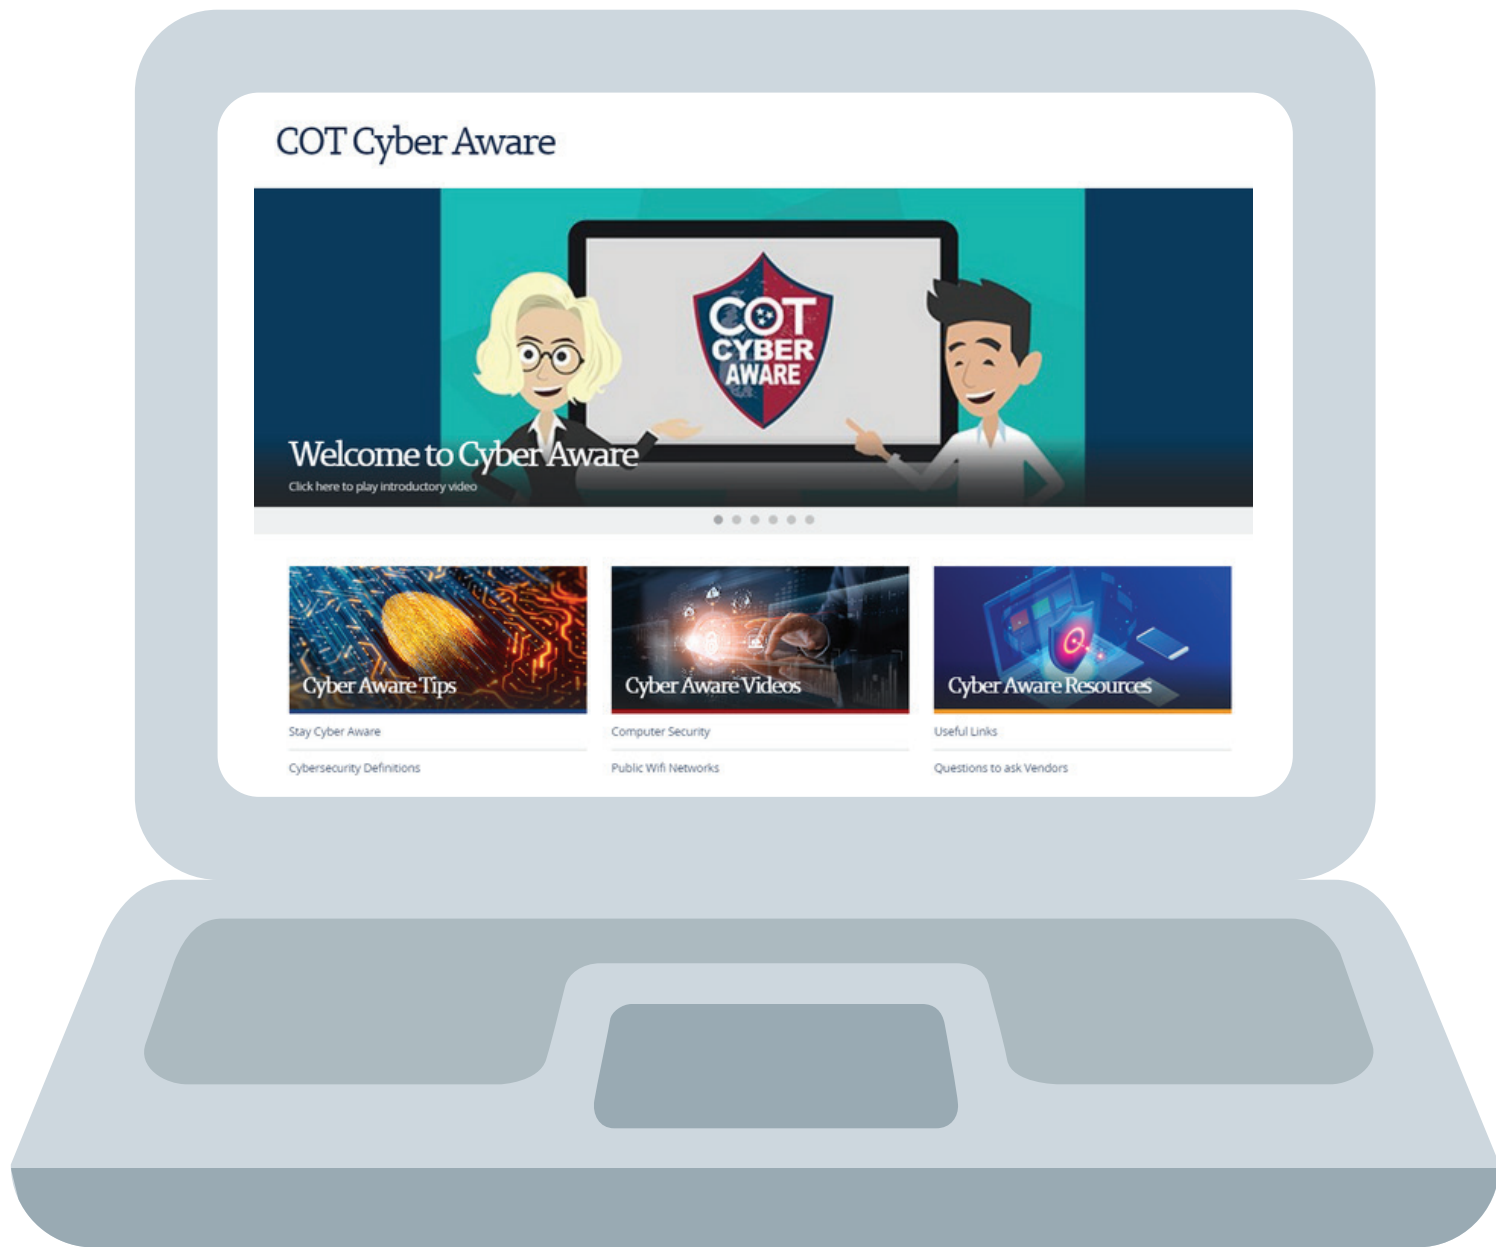 COT Cyber Aware
COT
CYBER
AWARE
Welcome to Cyber Aware
Click here to play introductory video
Cyber Aware Tips
Cyber Aware Videos
Cyber Aware Resources
Stay Cyber Aware
Computer Security
Useful Links
Cybersecurity Definitions
Public Wifi Networks
Questions to ask Vendors